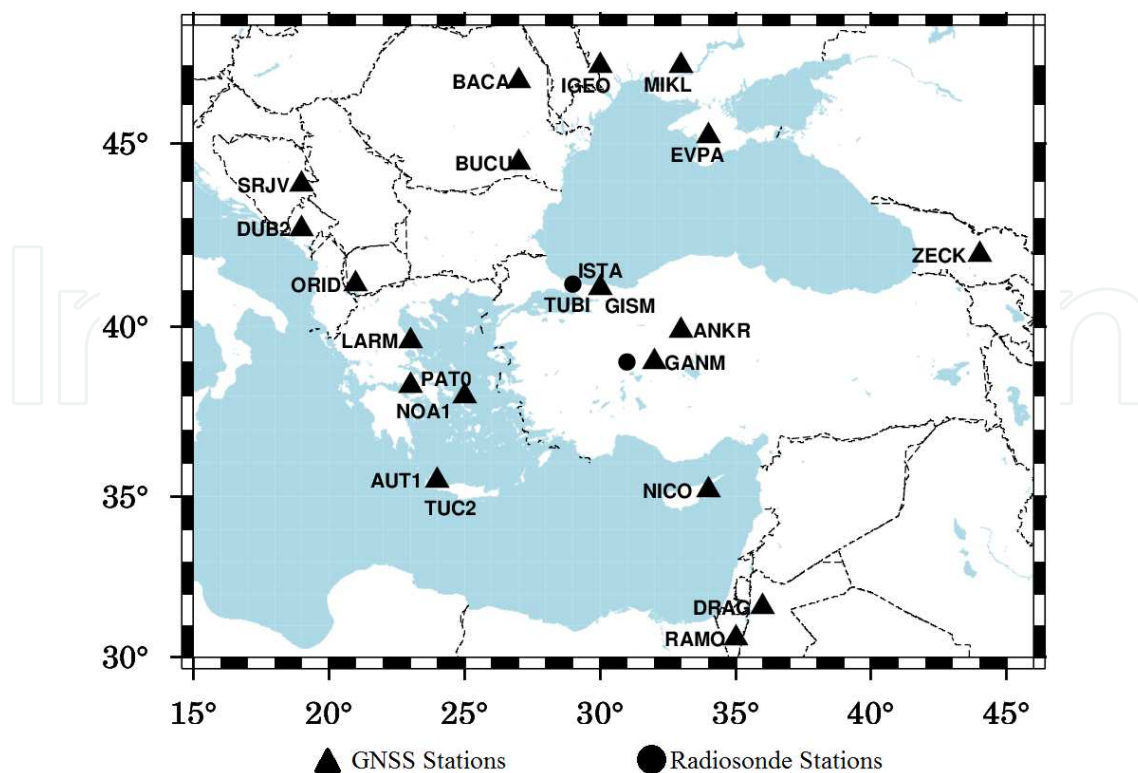 BACA
IGEO
MIKL
45°
EVPA
BUCU
SRJV
DUB2
ZECK
ISTA
ORID
TUBI
GISM
40°
ANKR
LARM
GANM
PAT0
NOA1
AUT1
35°
NICO
TUC2
DRAG
RAMO
30°
15° 20° 25° 30° 35° 40° 45°
GNSS Stations Radiosonde Stations